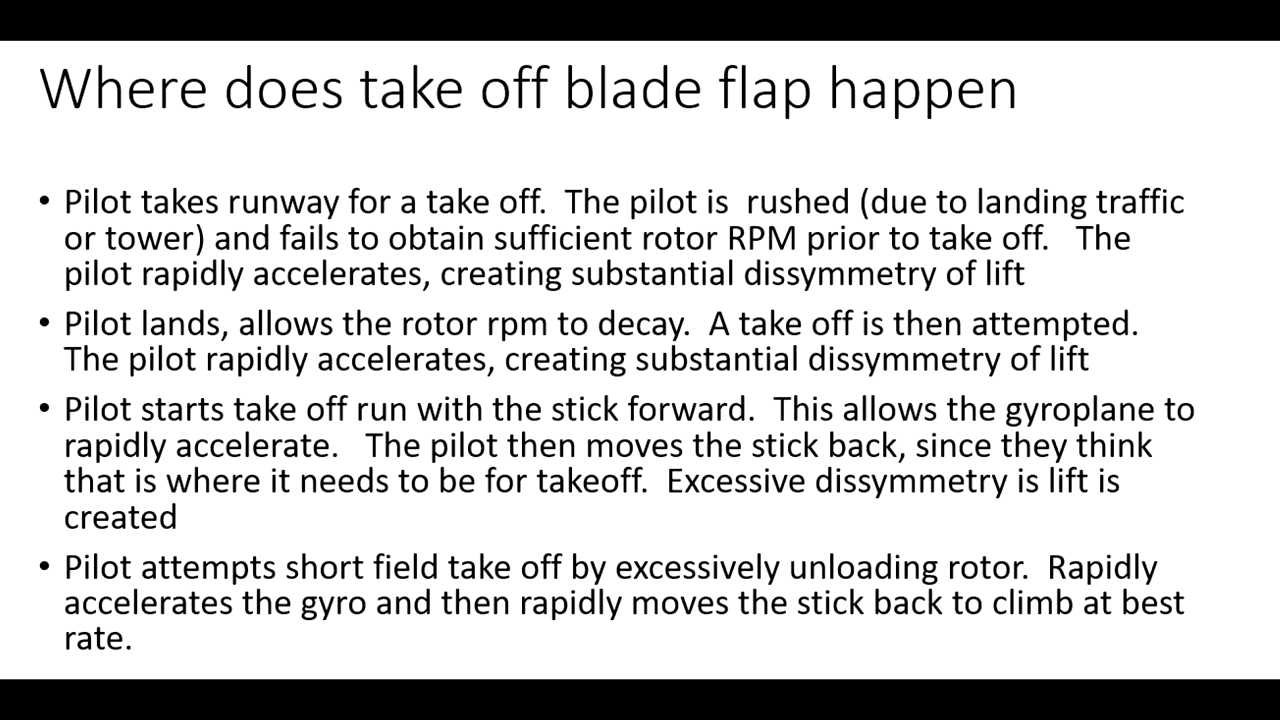 Where does take off blade flap happen
• Pilot takes runway for a take off.  The pilot is  rushed (due to landing traffic
or tower) and fails to obtain sufficient rotor RPM prior to take off.   The
pilot rapidly accelerates, creating substantial dissymmetry of lift
• Pilot lands, allows the rotor rpm to decay.  A take off is then attempted.
The pilot rapidly accelerates, creating substantial dissymmetry of lift
• Pilot starts take off run with the stick forward.  This allows the gyroplane to
rapidly accelerate.   The pilot then moves the stick back, since they think
that is where it needs to be for takeoff.  Excessive dissymmetry is lift is
created
• Pilot attempts short field take off by excessively unloading rotor.  Rapidly
accelerates the gyro and then rapidly moves the stick back to climb at best
rate.